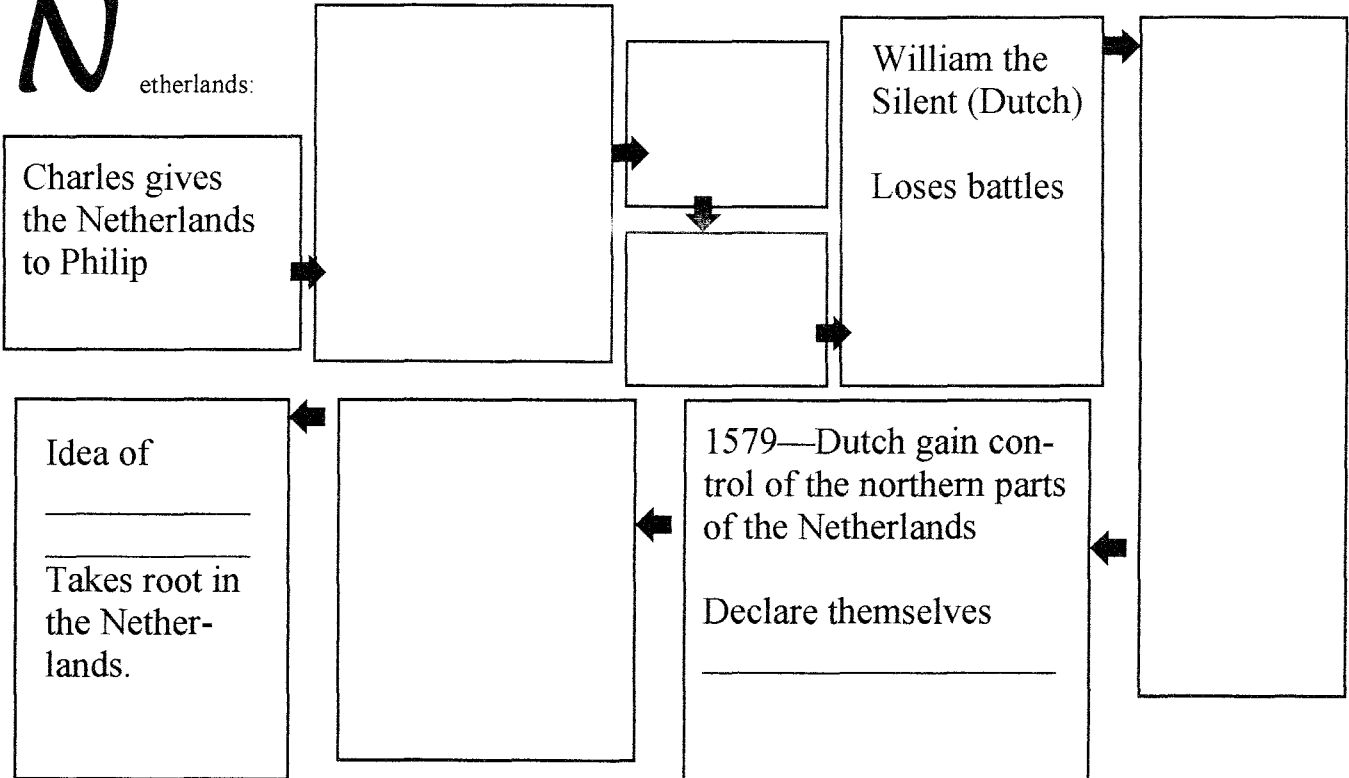 Netherlands:
Charles gives
the Netherlands
to Philip
William the
Silent (Dutch)
Loses battles
1579—Dutch gain con-
trol of the northern parts
of the Netherlands
Declare themselves
Idea of
Takes root in
the Nether-
lands.